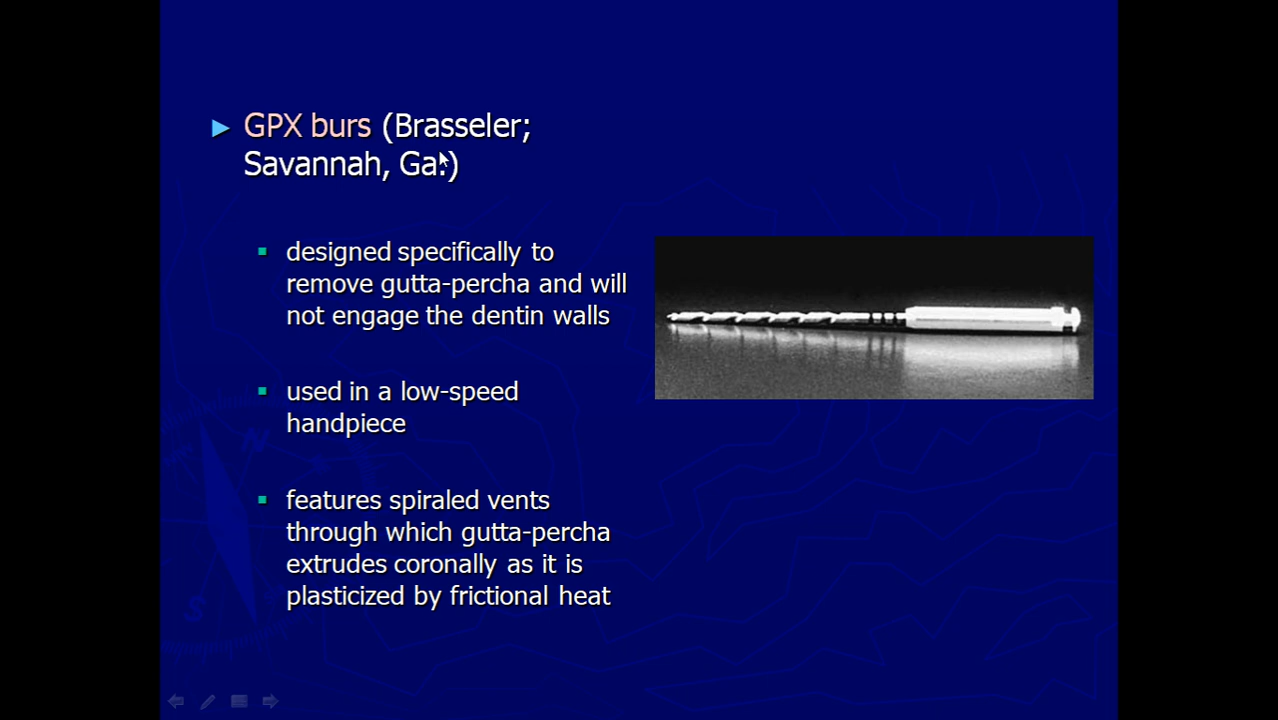 GPX burs (Brasseler;
Savannah, Ga.)
designed specifically to
remove gutta-percha and will
not engage the dentin walls
used in a low-speed
handpiece
features spiraled vents
through which gutta-percha
extrudes coronally as it is
plasticized by frictional heat
N
S